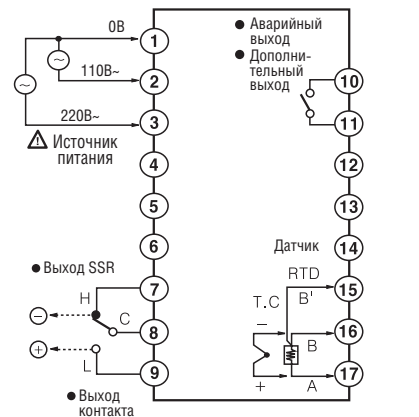 0В
● Аварийный
выход
● Дополни-
тельный
выход
1
110В~
2
10
220В~
3
11
Источник
питания
4
12
5
13
6
Датчик
14
● Выход SSR
RTD
7
15
H
T.C
B'
C
8
B
16
L
9
A
17
● Выход
контакта